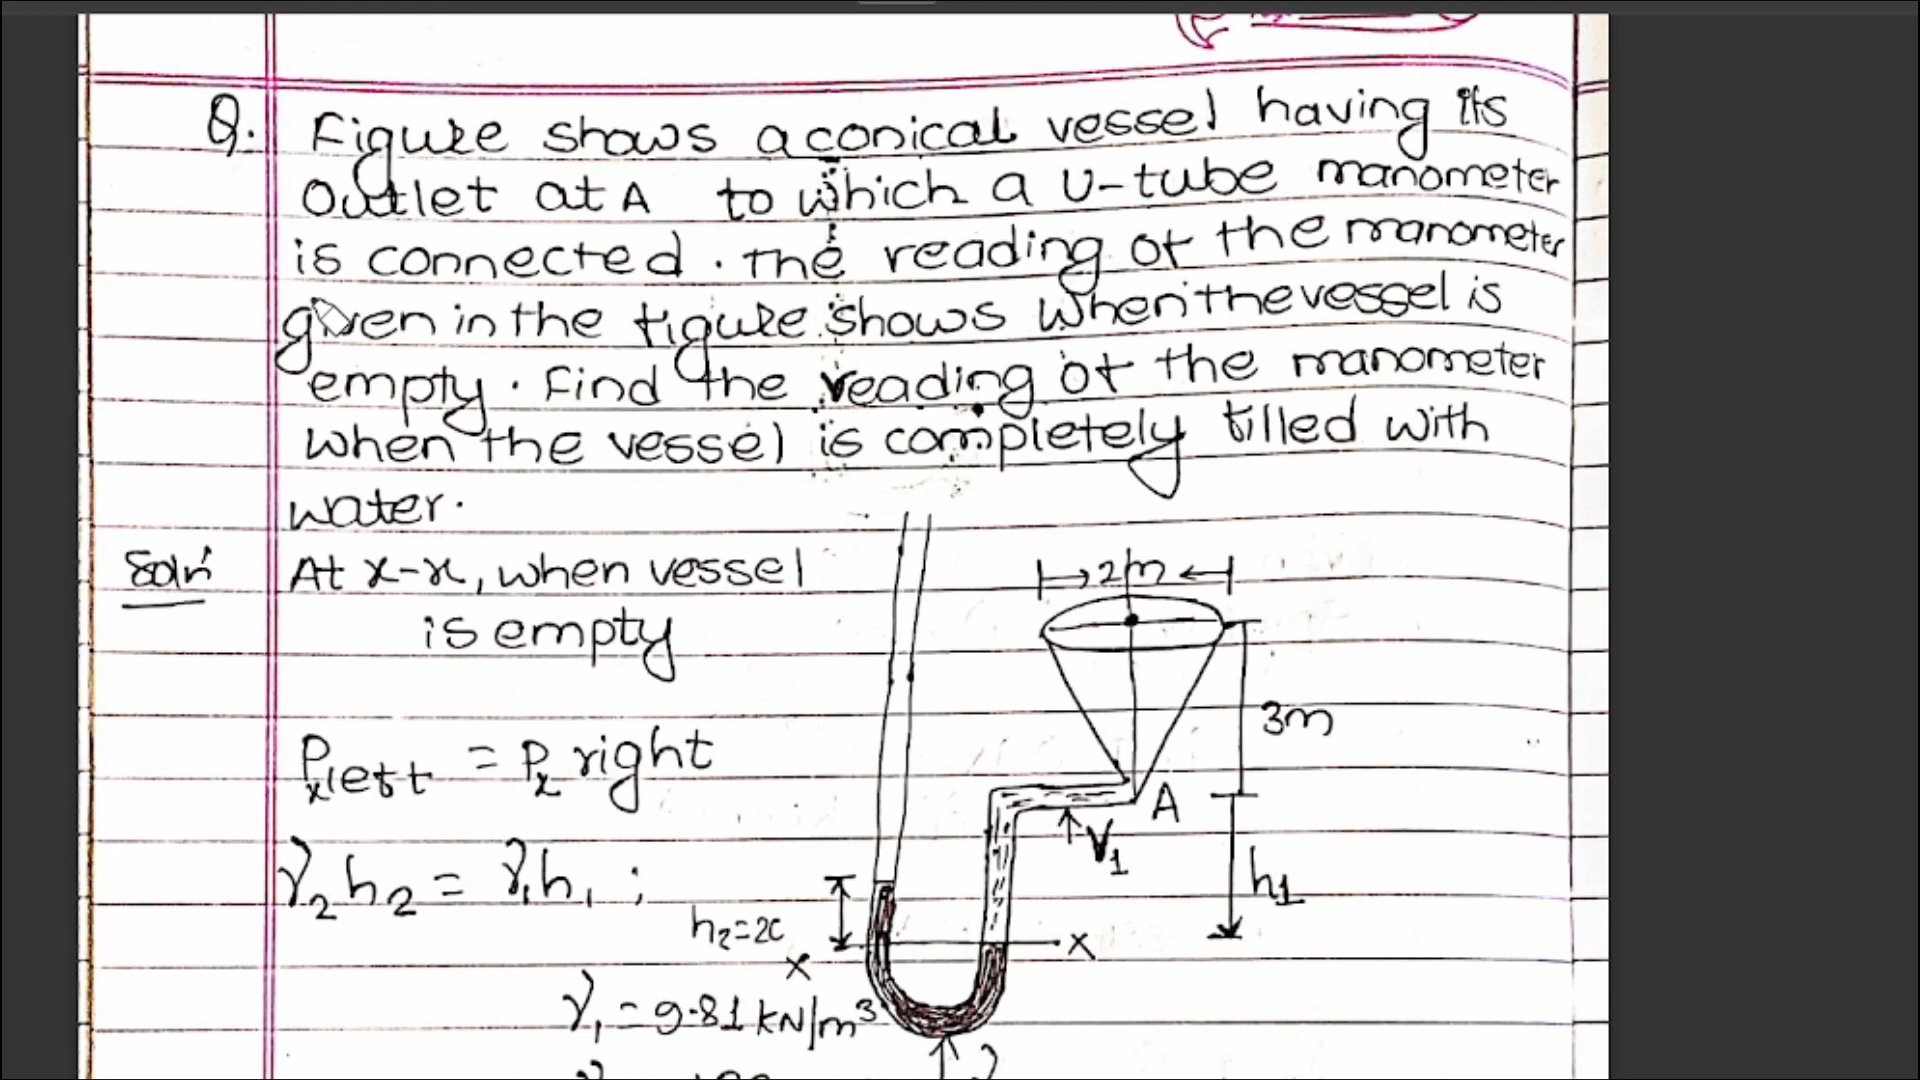 Q. Figure shows a conical vessel having its
Outlet at A to which a U-tube manometer
is connected. The reading of the manometer
given in the figure shows when the vessel is
empty. Find the reading of the manometer
when the vessel is completely filled with
water.
Soln At x-x, when vessel
is empty
2m
3m
Px left = Px right
A
γ1
γ2h2 = γ1h1 ;
h1
h2=20
x
x
γ1 = 9.81 kN/m³